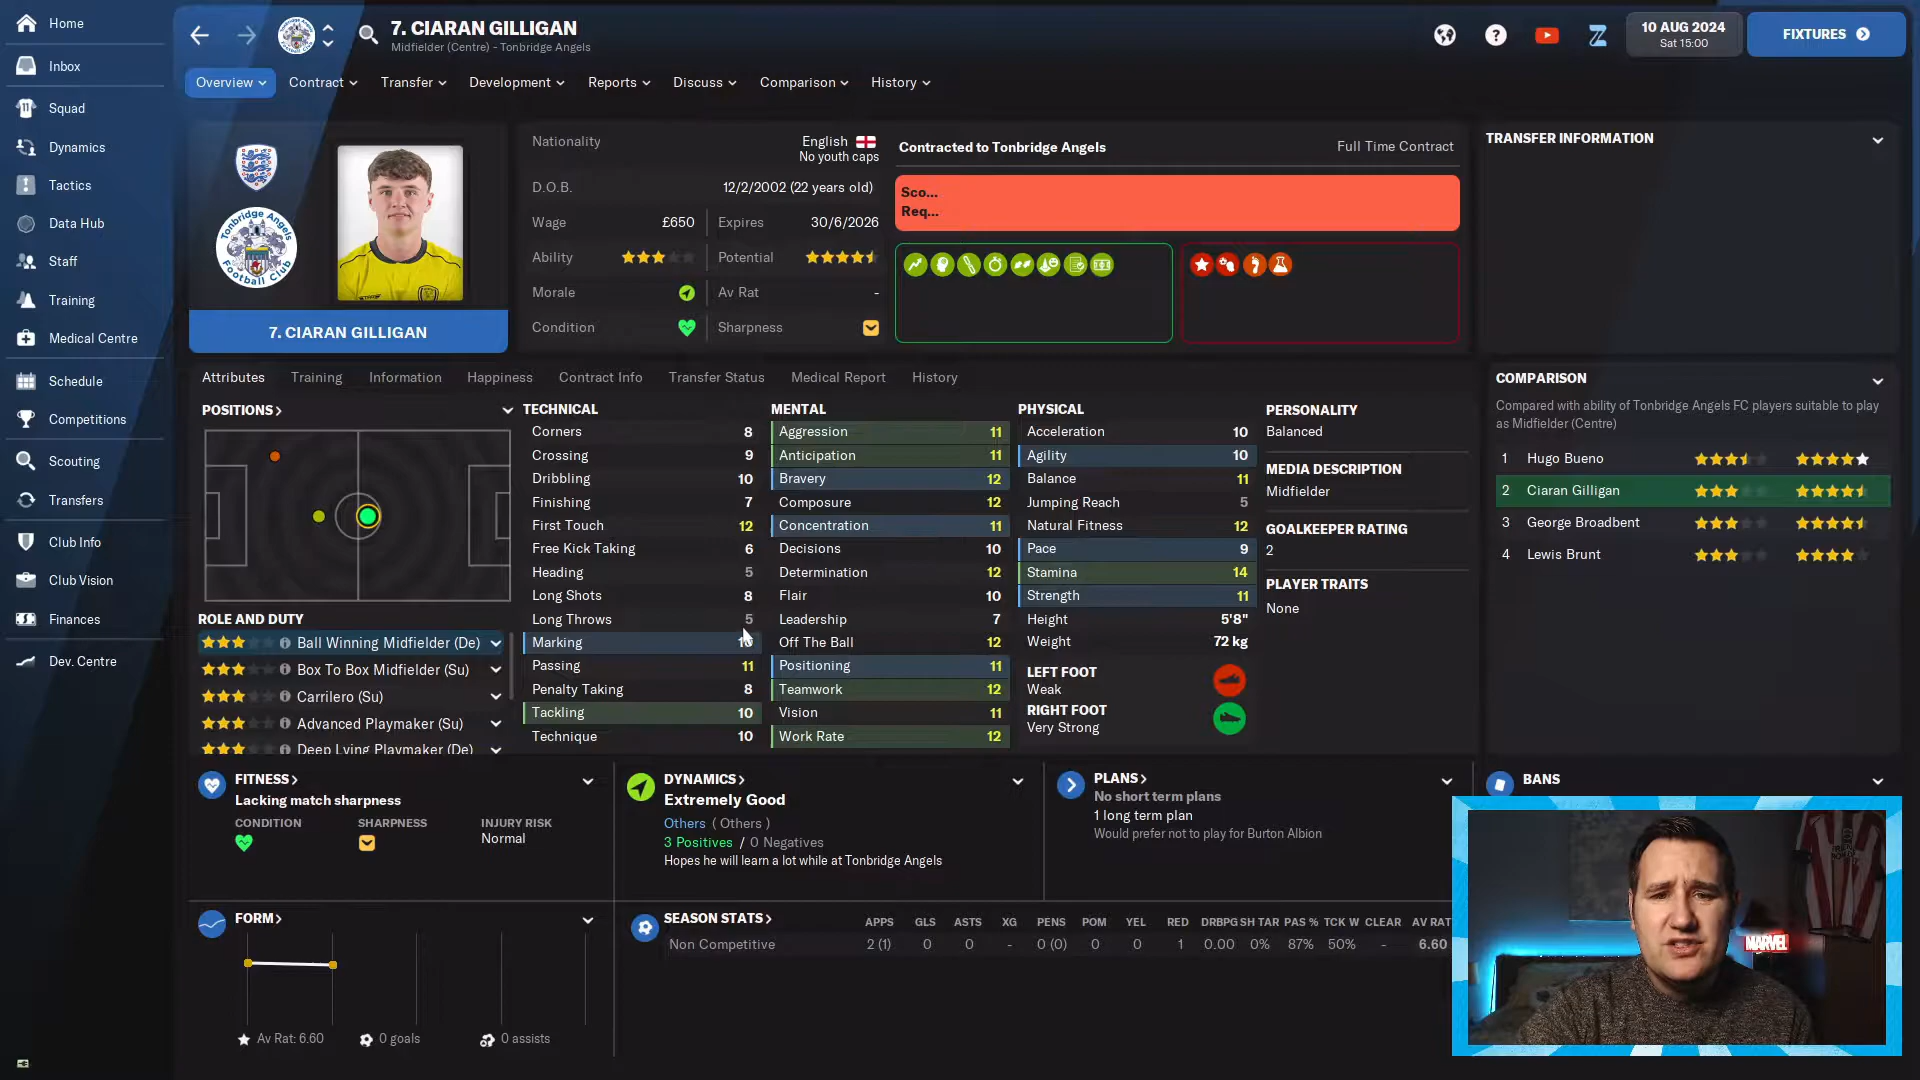 Home
Inbox
Squad
Dynamics
Tactics
Data Hub
Staff
Training
Medical Centre
Schedule
Competitions
Scouting
Transfers
Club Info
Club Vision
Finances
Dev. Centre
7. CIARAN GILLIGAN
Midfielder (Centre) - Tonbridge Angels
10 AUG 2024
Sat 15:00
FIXTURES
Overview Contract Transfer Development Reports Discuss Comparison History
Tonbridge Angels
Football Club
7. CIARAN GILLIGAN
Nationality English
No youth caps
D.O.B. 12/2/2002 (22 years old)
Wage £650 Expires 30/6/2026
Ability Potential
Morale Av Rat -
Condition Sharpness
Contracted to Tonbridge Angels Full Time Contract
Sco...
Req...
TRANSFER INFORMATION
Attributes Training Information Happiness Contract Info Transfer Status Medical Report History
POSITIONS
ROLE AND DUTY
Ball Winning Midfielder (De)
Box To Box Midfielder (Su)
Carrilero (Su)
Advanced Playmaker (Su)
Deep Lying Playmaker (De)
TECHNICAL
Corners 8
Crossing 9
Dribbling 10
Finishing 7
First Touch 12
Free Kick Taking 6
Heading 5
Long Shots 8
Long Throws 5
Marking
Passing 11
Penalty Taking 8
Tackling 10
Technique 10
MENTAL
Aggression 11
Anticipation 11
Bravery 12
Composure 12
Concentration 11
Decisions 10
Determination 12
Flair 10
Leadership 7
Off The Ball 12
Positioning 11
Teamwork 12
Vision 11
Work Rate 12
PHYSICAL
Acceleration 10
Agility 10
Balance 11
Jumping Reach 5
Natural Fitness 12
Pace 9
Stamina 14
Strength 11
Height 5'8"
Weight 72 kg
LEFT FOOT
Weak
RIGHT FOOT
Very Strong
PERSONALITY
Balanced
MEDIA DESCRIPTION
Midfielder
GOALKEEPER RATING
2
PLAYER TRAITS
None
COMPARISON
Compared with ability of Tonbridge Angels FC players suitable to play
as Midfielder (Centre)
1 Hugo Bueno
2 Ciaran Gilligan
3 George Broadbent
4 Lewis Brunt
FITNESS
Lacking match sharpness
CONDITION SHARPNESS INJURY RISK
Normal
DYNAMICS
Extremely Good
Others ( Others )
3 Positives / 0 Negatives
Hopes he will learn a lot while at Tonbridge Angels
PLANS
No short term plans
1 long term plan
Would prefer not to play for Burton Albion
BANS
FORM
Av Rat: 6.60 0 goals 0 assists
SEASON STATS APPS GLS ASTS XG PENS POM YEL RED DRBPG SH TAR PAS % TCK W CLEAR AV RAT
Non Competitive 2 (1) 0 0 - 0 (0) 0 0 1 0.00 0% 87% 50% - 6.60
MARVEL